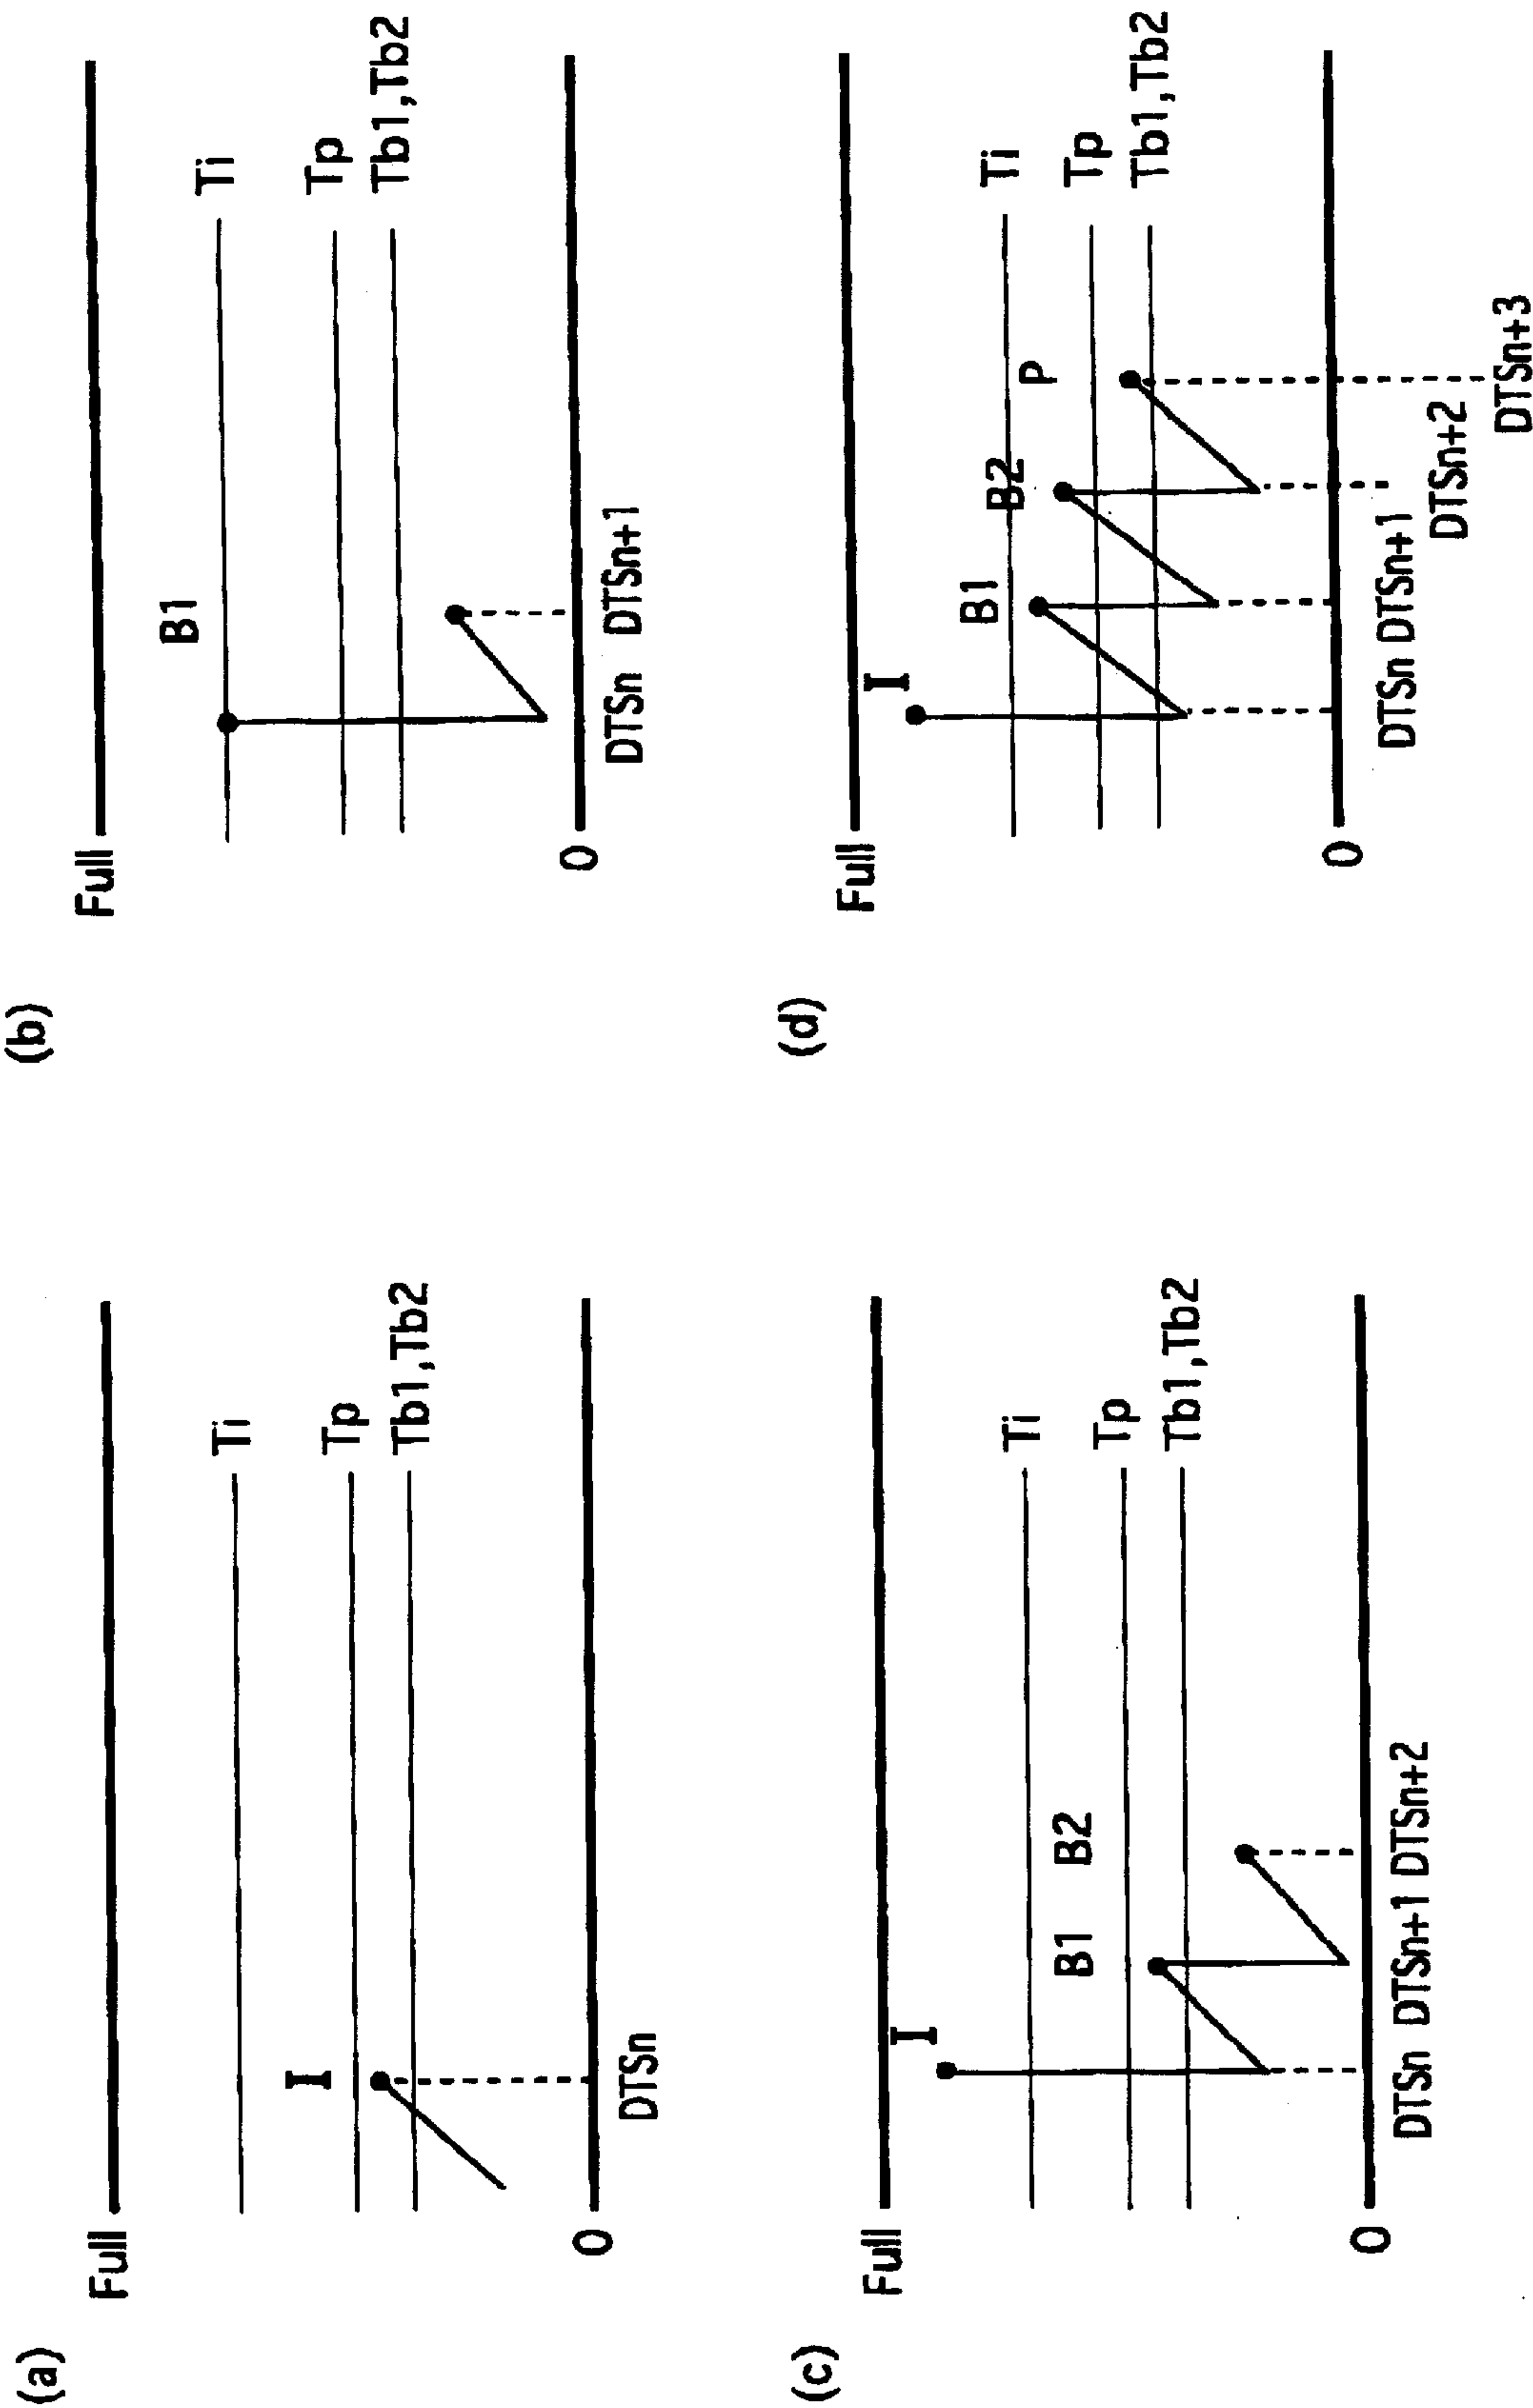 (a)
Full
Ti
Tp
Tb1,Tb2
I
0
DTSn
(b)
Full
B1
Ti
Tp
Tb1,Tb2
0
DTSn DTSn+1
(c)
Full
I
B1 B2
Ti
Tp
Tb1,Tb2
0
DTSn DTSn+1 DTSn+2
(d)
Full
I
B1
B2
P
Ti
Tp
Tb1,Tb2
0
DTSn DTSn+1
DTSn+2
DTSn+3